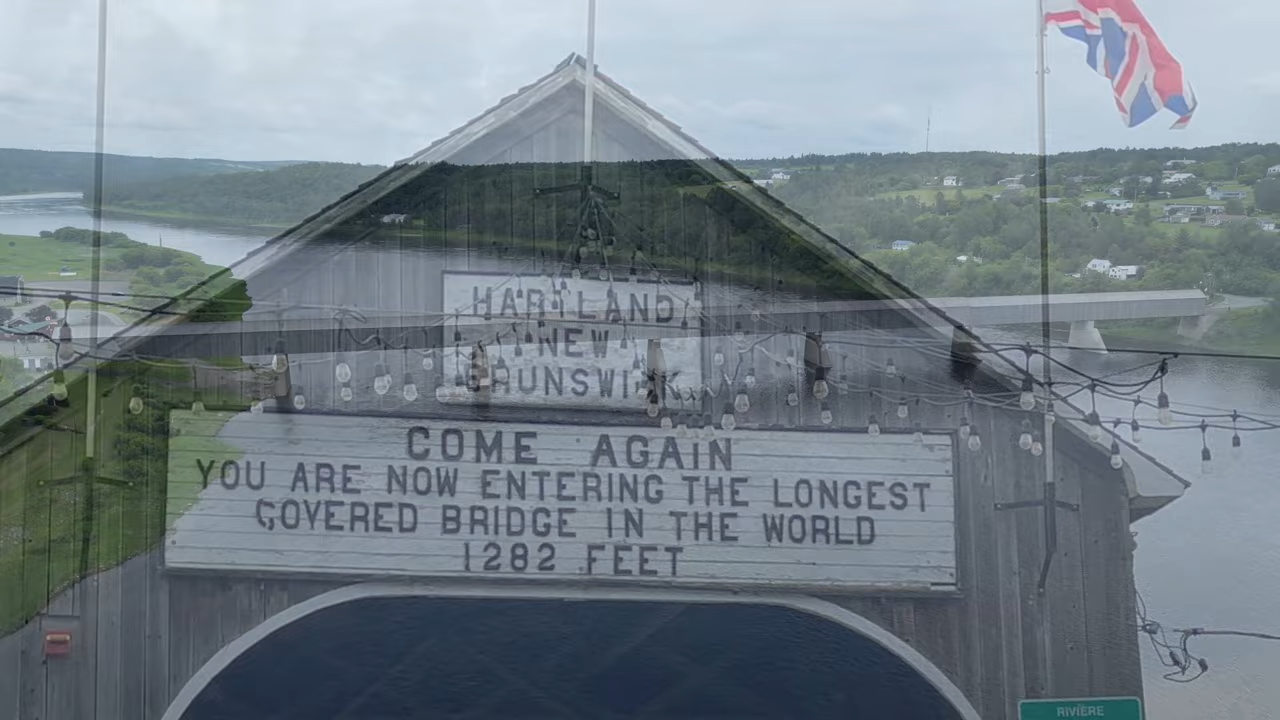 HARTLAND
NEW
BRUNSWICK
COME AGAIN
YOU ARE NOW ENTERING THE LONGEST
COVERED BRIDGE IN THE WORLD
1282 FEET
RIVIÈRE